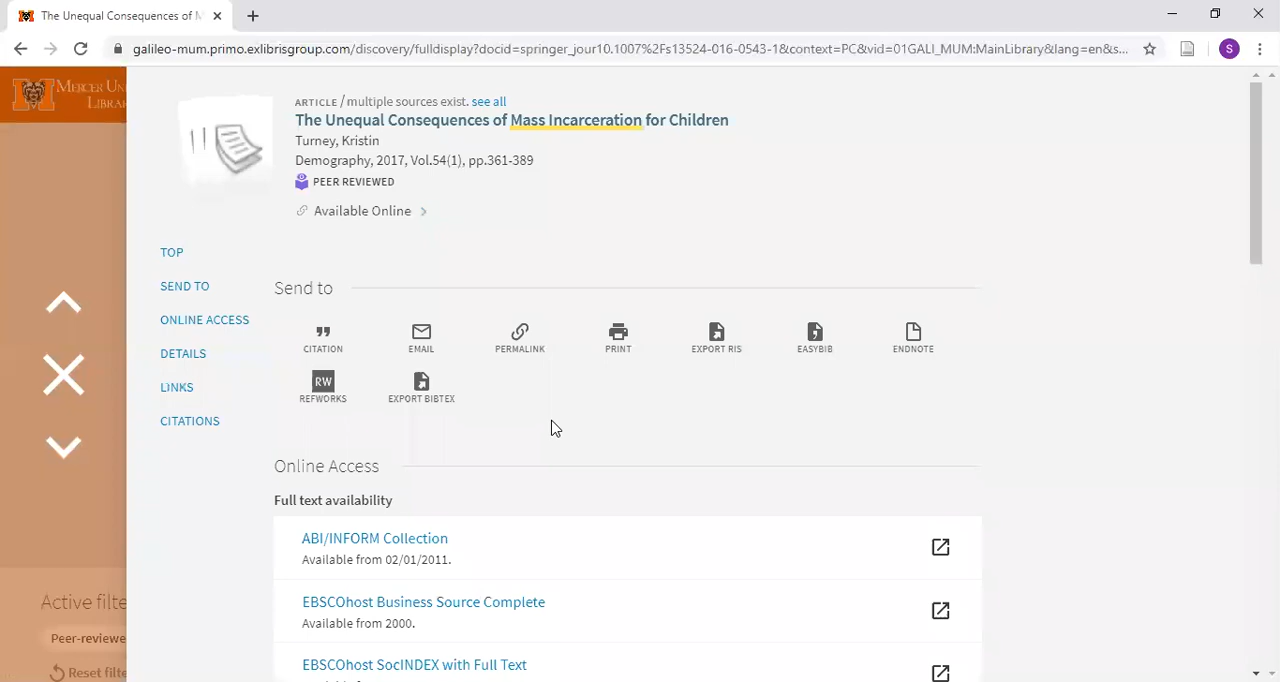 The Unequal Consequences of M
galileo-mum.primo.exlibrisgroup.com/discovery/fulldisplay?docid=springer_jour10.1007%2Fs13524-016-0543-1&context=PC&vid=01GALI_MUM:MainLibrary&lang=en&s...
S
MERCER UN
LIBRA
ARTICLE / multiple sources exist. see all
The Unequal Consequences of Mass Incarceration for Children
Turney, Kristin
Demography, 2017, Vol.54(1), pp.361-389
PEER REVIEWED
Available Online
TOP
SEND TO
ONLINE ACCESS
DETAILS
LINKS
CITATIONS
Send to
CITATION
EMAIL
PERMALINK
PRINT
EXPORT RIS
EASYBIB
ENDNOTE
RW
REFWORKS
EXPORT BIBTEX
Online Access
Full text availability
ABI/INFORM Collection
Available from 02/01/2011.
EBSCOhost Business Source Complete
Available from 2000.
EBSCOhost SocINDEX with Full Text
Active filte
Peer-reviewe
Reset filte